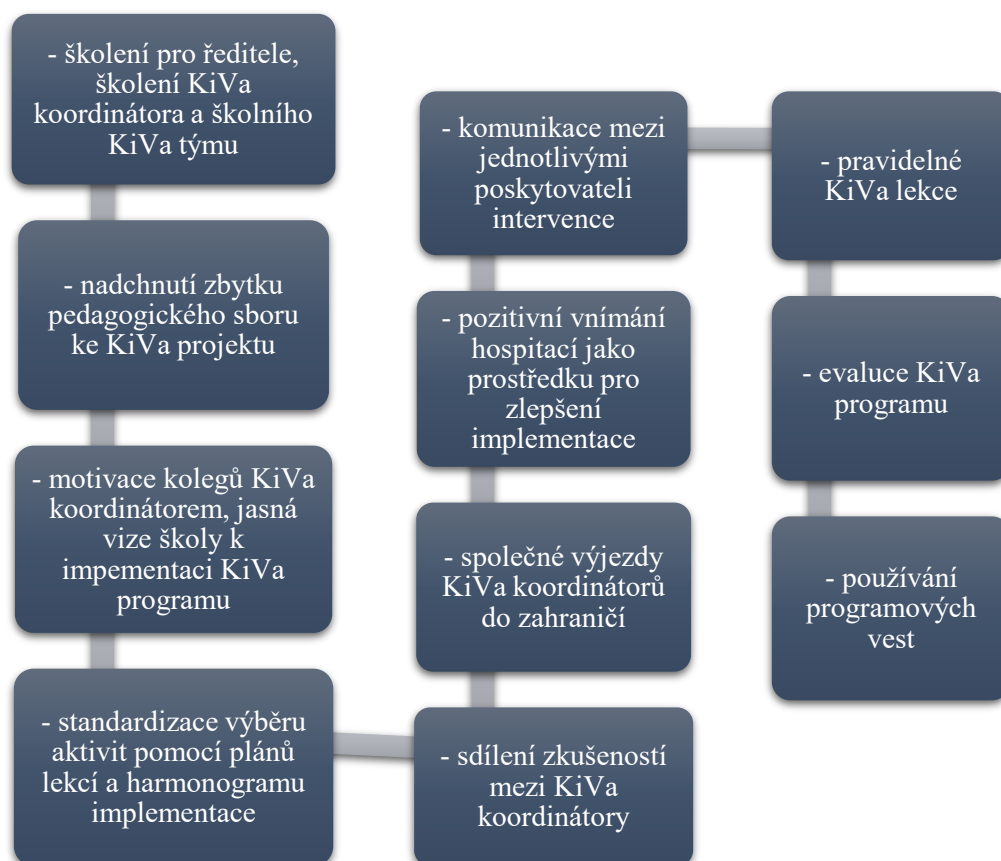 - školení pro ředitele,
školení KiVa
koordinátora a školního
KiVa týmu
- nadchnutí zbytku
pedagogického sboru
ke KiVa projektu
- motivace kolegů KiVa
koordinátorem, jasná
vize školy k
impementaci KiVa
programu
- standardizace výběru
aktivit pomocí plánů
lekcí a harmonogramu
implementace
- sdílení zkušeností
mezi KiVa
koordinátory
- společné výjezdy
KiVa koordinátorů
do zahraničí
- pozitivní vnímání
hospitací jako
prostředku pro
zlepšení
implementace
- komunikace mezi
jednotlivými
poskytovateli
intervence
- pravidelné
KiVa lekce
- evaluce KiVa
programu
- používání
programových
vest